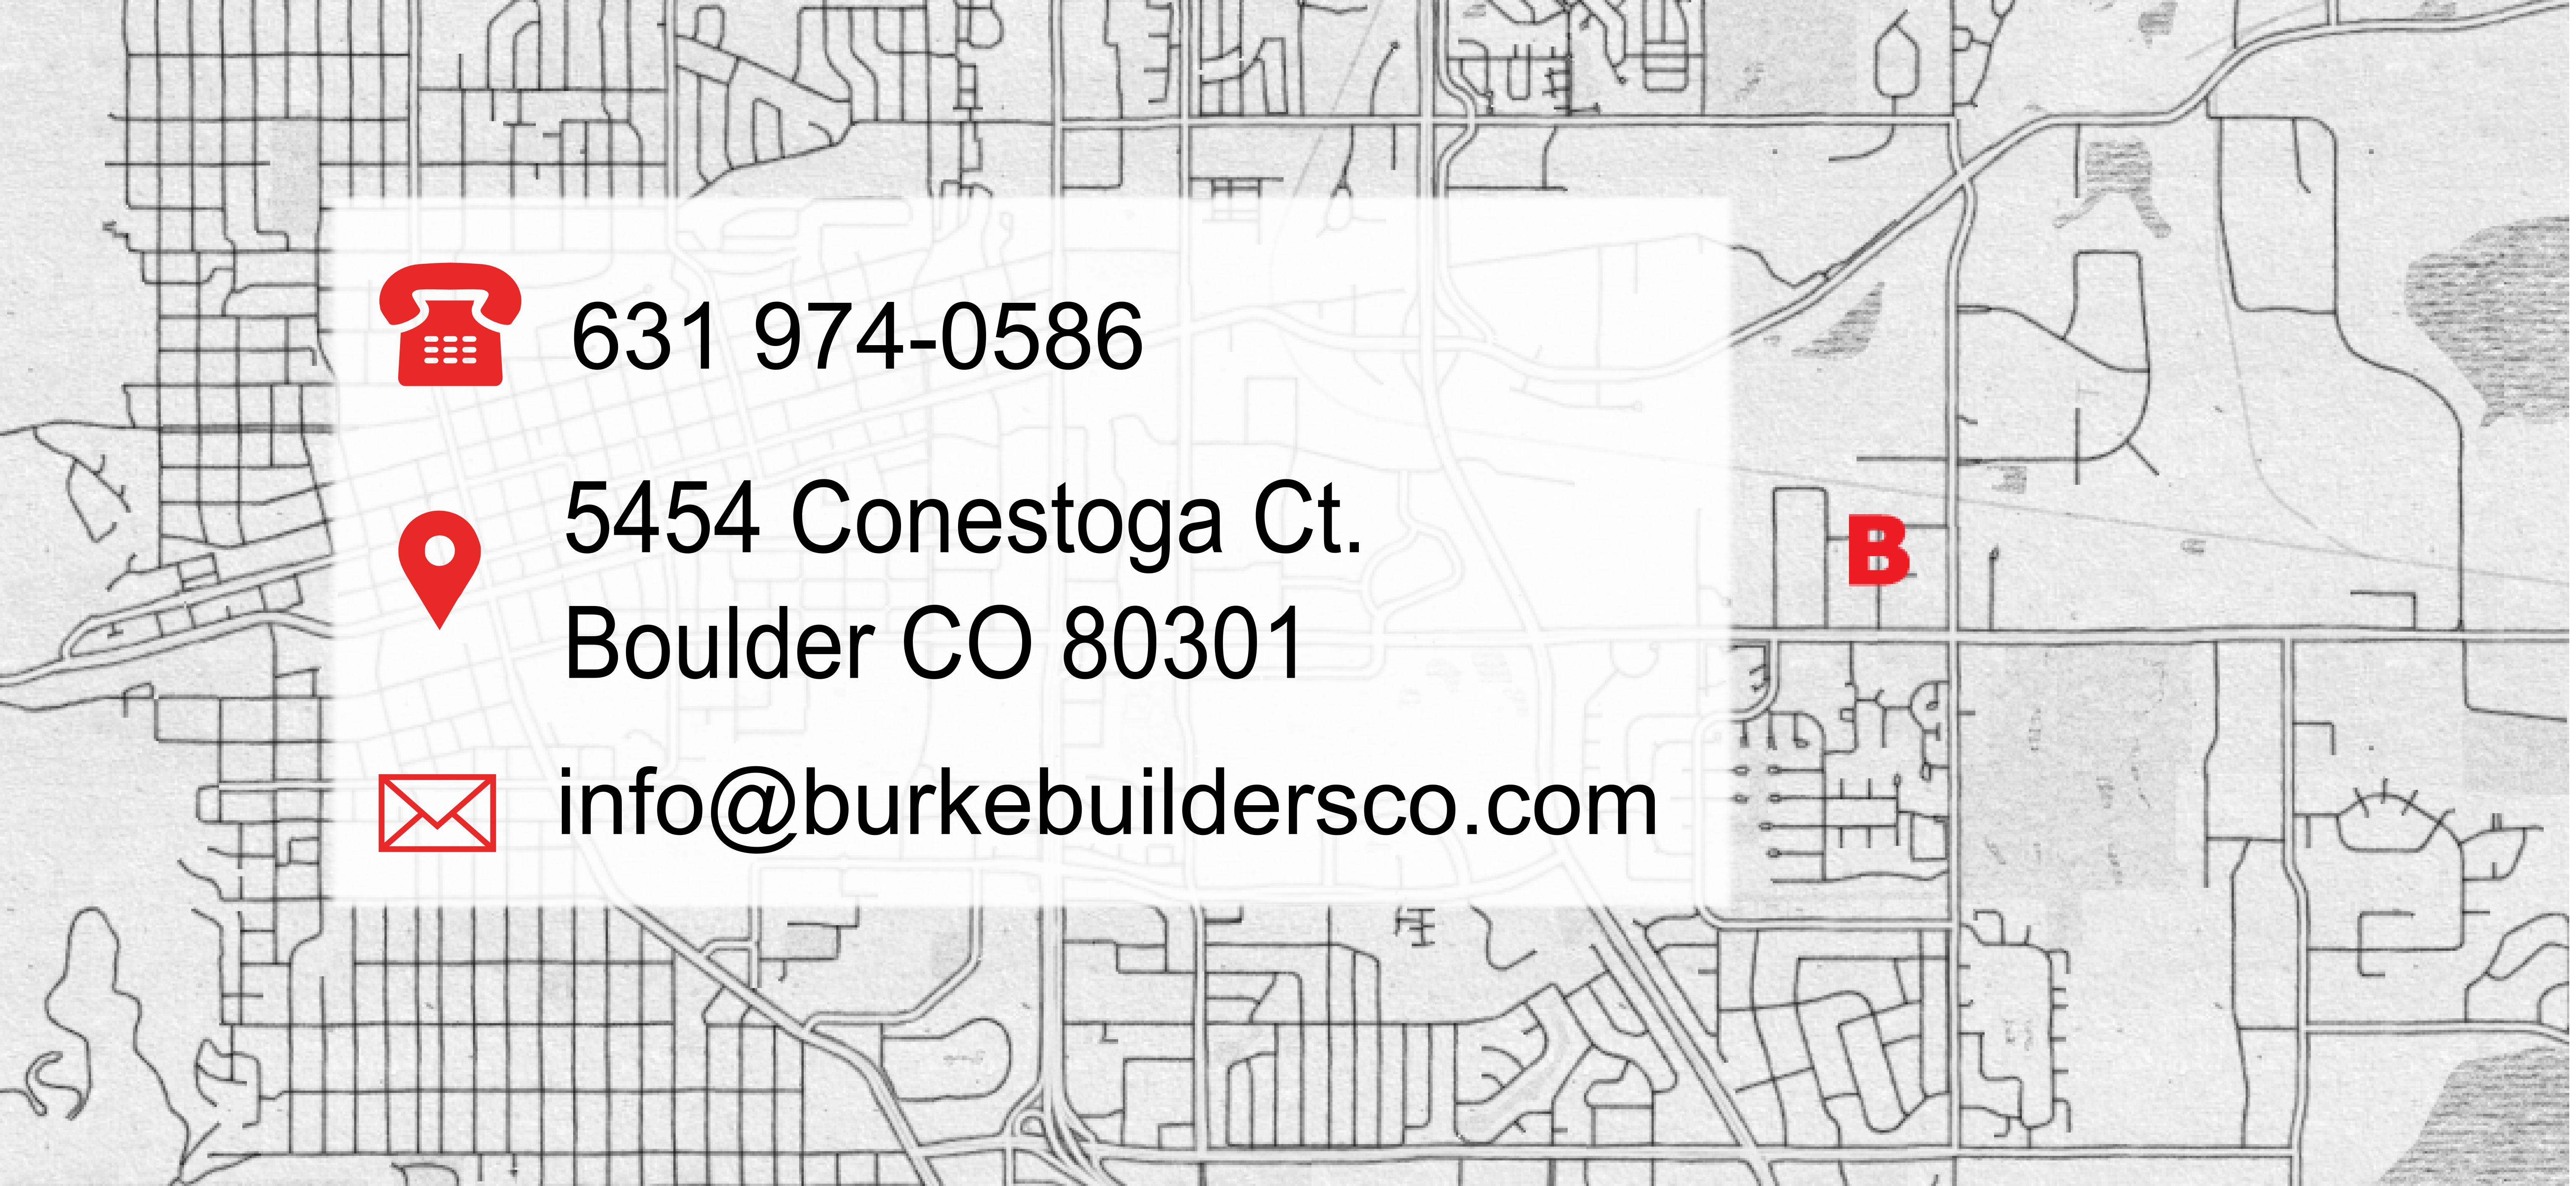 631 974-0586
5454 Conestoga Ct.
Boulder CO 80301
info@burkebuildersco.com
B